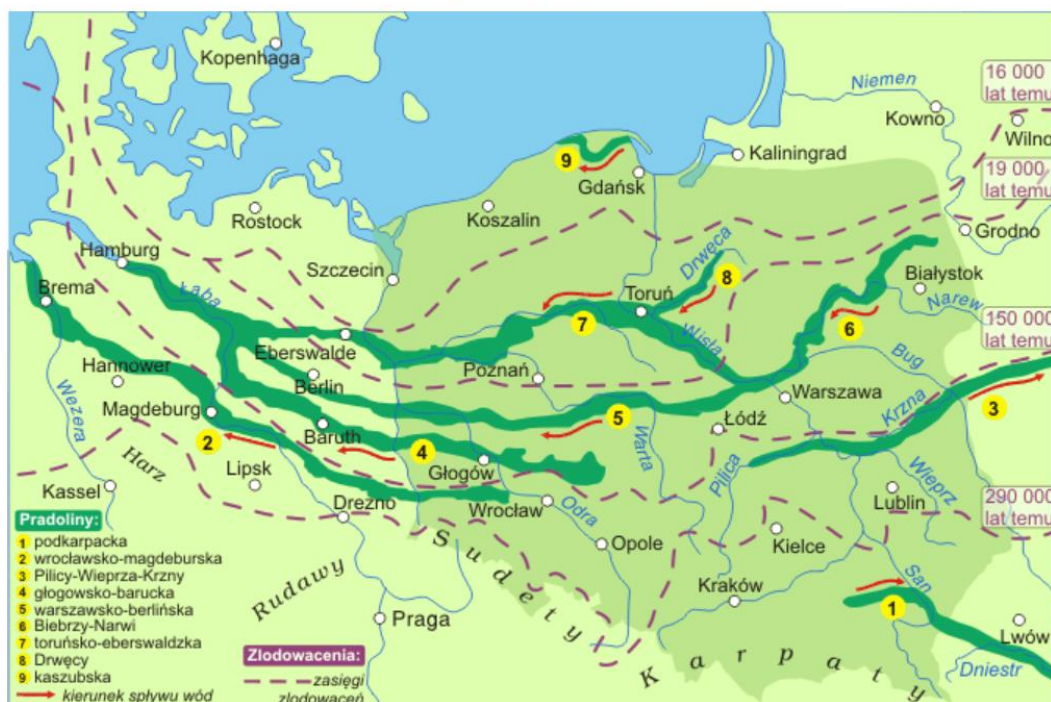 Kopenhaga
16 000
lat temu
Niemen
Kowno
Wilno
Kaliningrad
19 000
lat temu
9
Gdańsk
Koszalin
Rostock
Grodno
Hamburg
Szczecin
Drwęca
8
Białystok
Brema
Łaba
Toruń
7
Narew
150 000
lat temu
6
Eberswalde
Wisła
Bug
Hannower
Berlin
Poznań
Warszawa
Wezera
Magdeburg
5
Łódź
Krzna
3
2
Baruth
4
Warta
Harz
Lipsk
Głogów
Pilica
Wieprz
Kassel
Drezno
Wrocław
Odra
Lublin
290 000
lat temu
Opole
Kielce
Sudety
Rudawy
San
Kraków
1
Praga
Lwów
Karpaty
Dniestr
Pradoliny:
1 podkarpacka
2 wrocławsko-magdeburska
3 Pilicy-Wieprza-Krzny
4 głogowsko-barucka
5 warszawsko-berlińska
6 Biebrzy-Narwi
7 toruńsko-eberswaldzka
8 Drwęcy
9 kaszubska
kierunek spływu wód
Zlodowacenia:
zasięgi
zlodowaceń